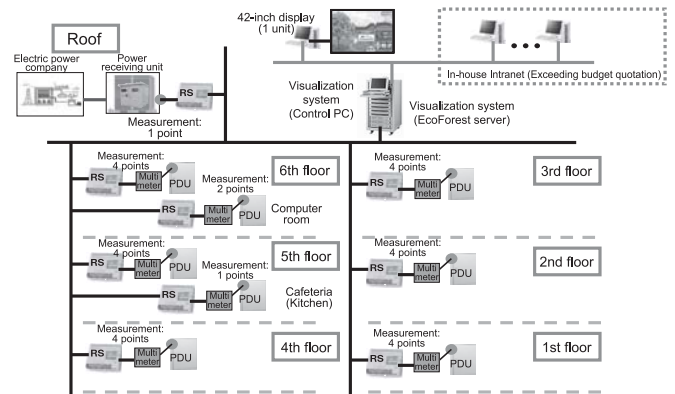 42-inch display
(1 unit)
Roof
Electric power
company
Power
receiving unit
RS
Measurement:
1 point
In-house Intranet (Exceeding budget quotation)
Visualization
system
(Control PC)
Visualization system
(EcoForest server)
Measurement:
4 points
RS
Multi
meter
PDU
6th floor
Measurement:
2 points
RS
Multi
meter
PDU
Computer
room
Measurement:
4 points
RS
Multi
meter
PDU
5th floor
Measurement:
1 points
RS
Multi
meter
PDU
Cafeteria
(Kitchen)
Measurement:
4 points
RS
Multi
meter
PDU
4th floor
Measurement:
4 points
RS
Multi
meter
PDU
3rd floor
Measurement:
4 points
RS
Multi
meter
PDU
2nd floor
Measurement:
4 points
RS
Multi
meter
PDU
1st floor